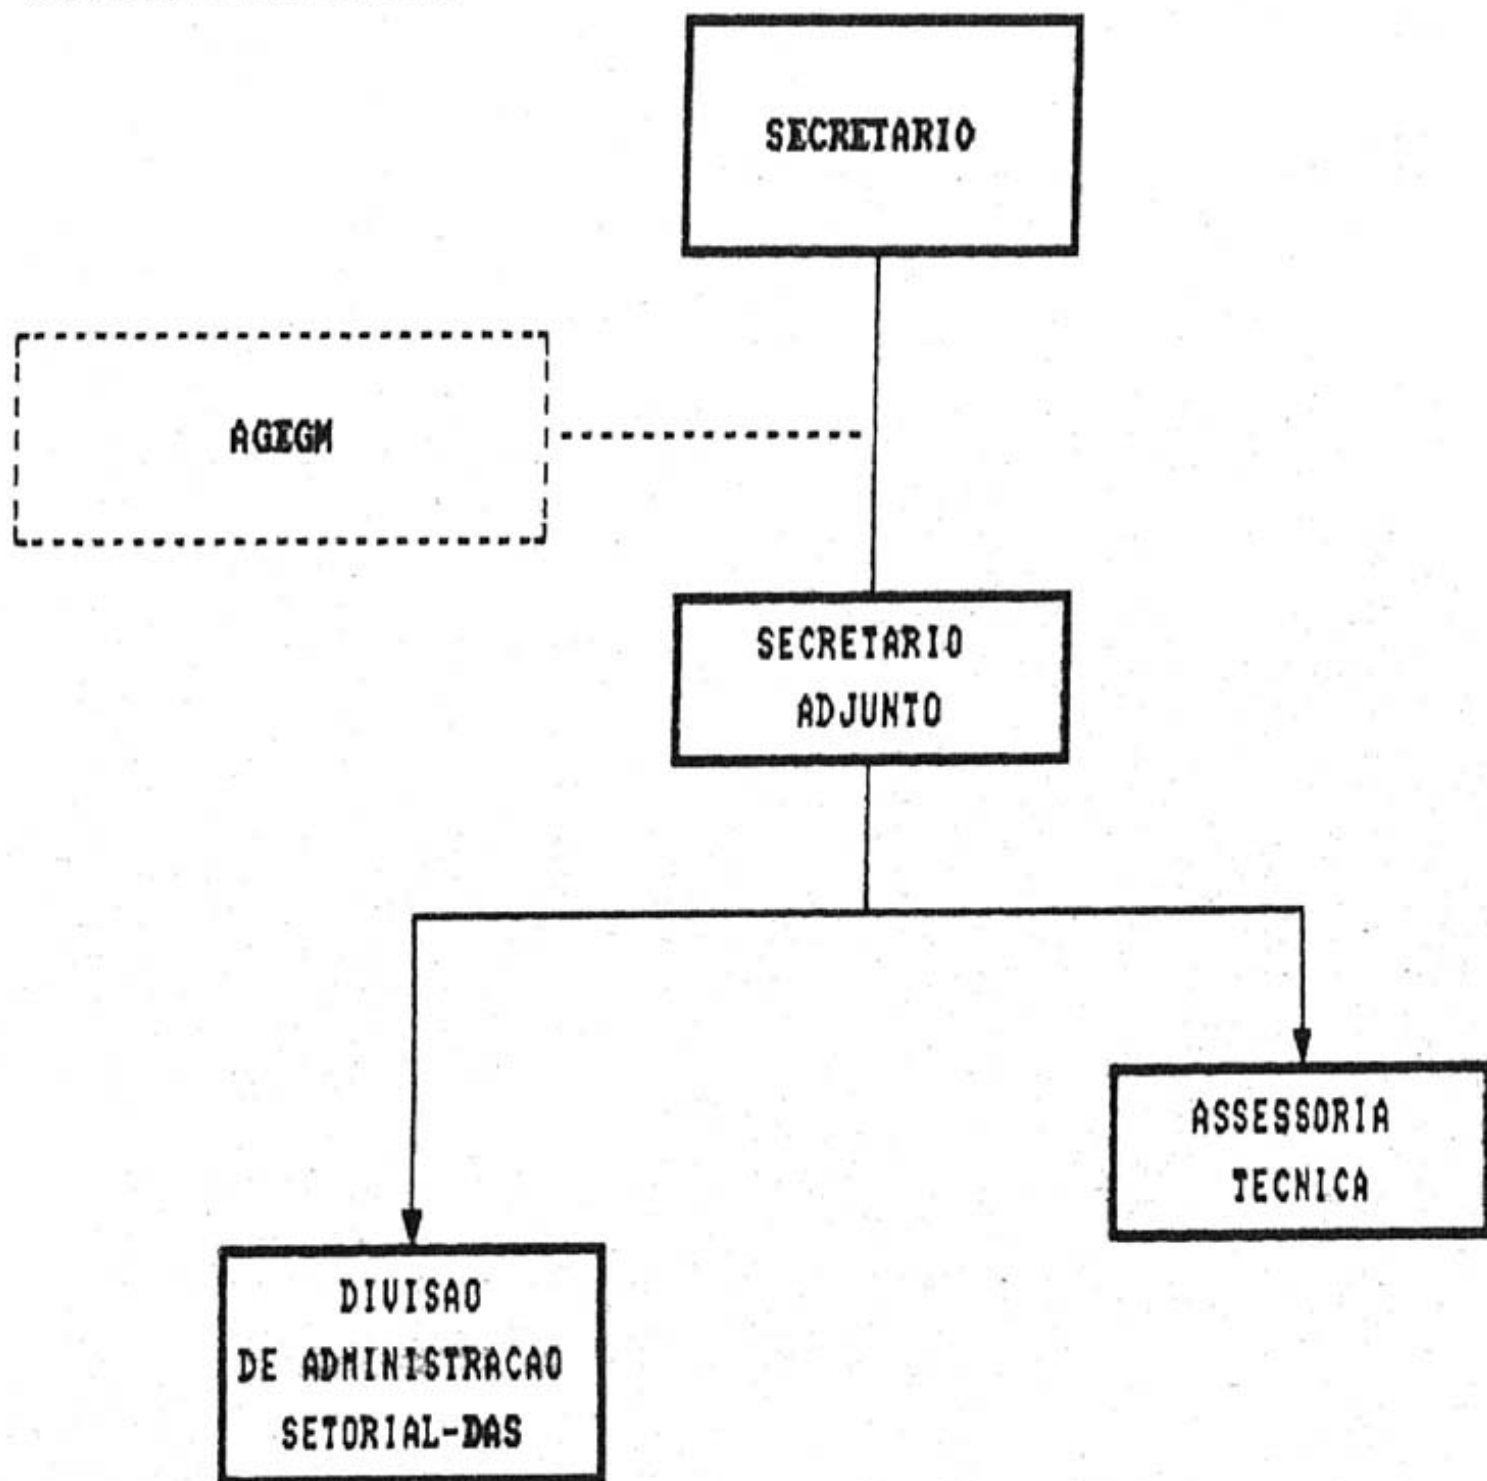 SECRETARIO
AGEGM
SECRETARIO
ADJUNTO
ASSESSORIA
TECNICA
DIVISAO
DE ADMINISTRACAO
SETORIAL-DAS